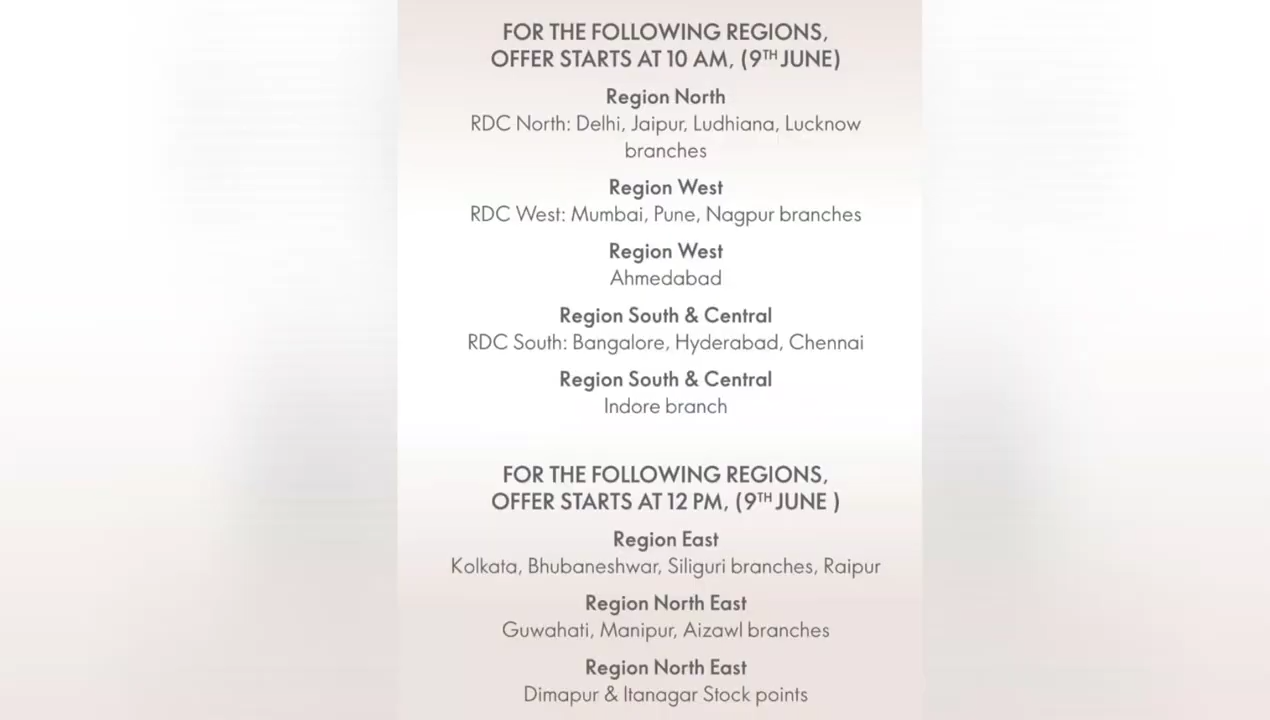 FOR THE FOLLOWING REGIONS,
OFFER STARTS AT 10 AM, (9TH JUNE)
Region North
RDC North: Delhi, Jaipur, Ludhiana, Lucknow
branches
Region West
RDC West: Mumbai, Pune, Nagpur branches
Region West
Ahmedabad
Region South & Central
RDC South: Bangalore, Hyderabad, Chennai
Region South & Central
Indore branch
FOR THE FOLLOWING REGIONS,
OFFER STARTS AT 12 PM, (9TH JUNE )
Region East
Kolkata, Bhubaneshwar, Siliguri branches, Raipur
Region North East
Guwahati, Manipur, Aizawl branches
Region North East
Dimapur & Itanagar Stock points